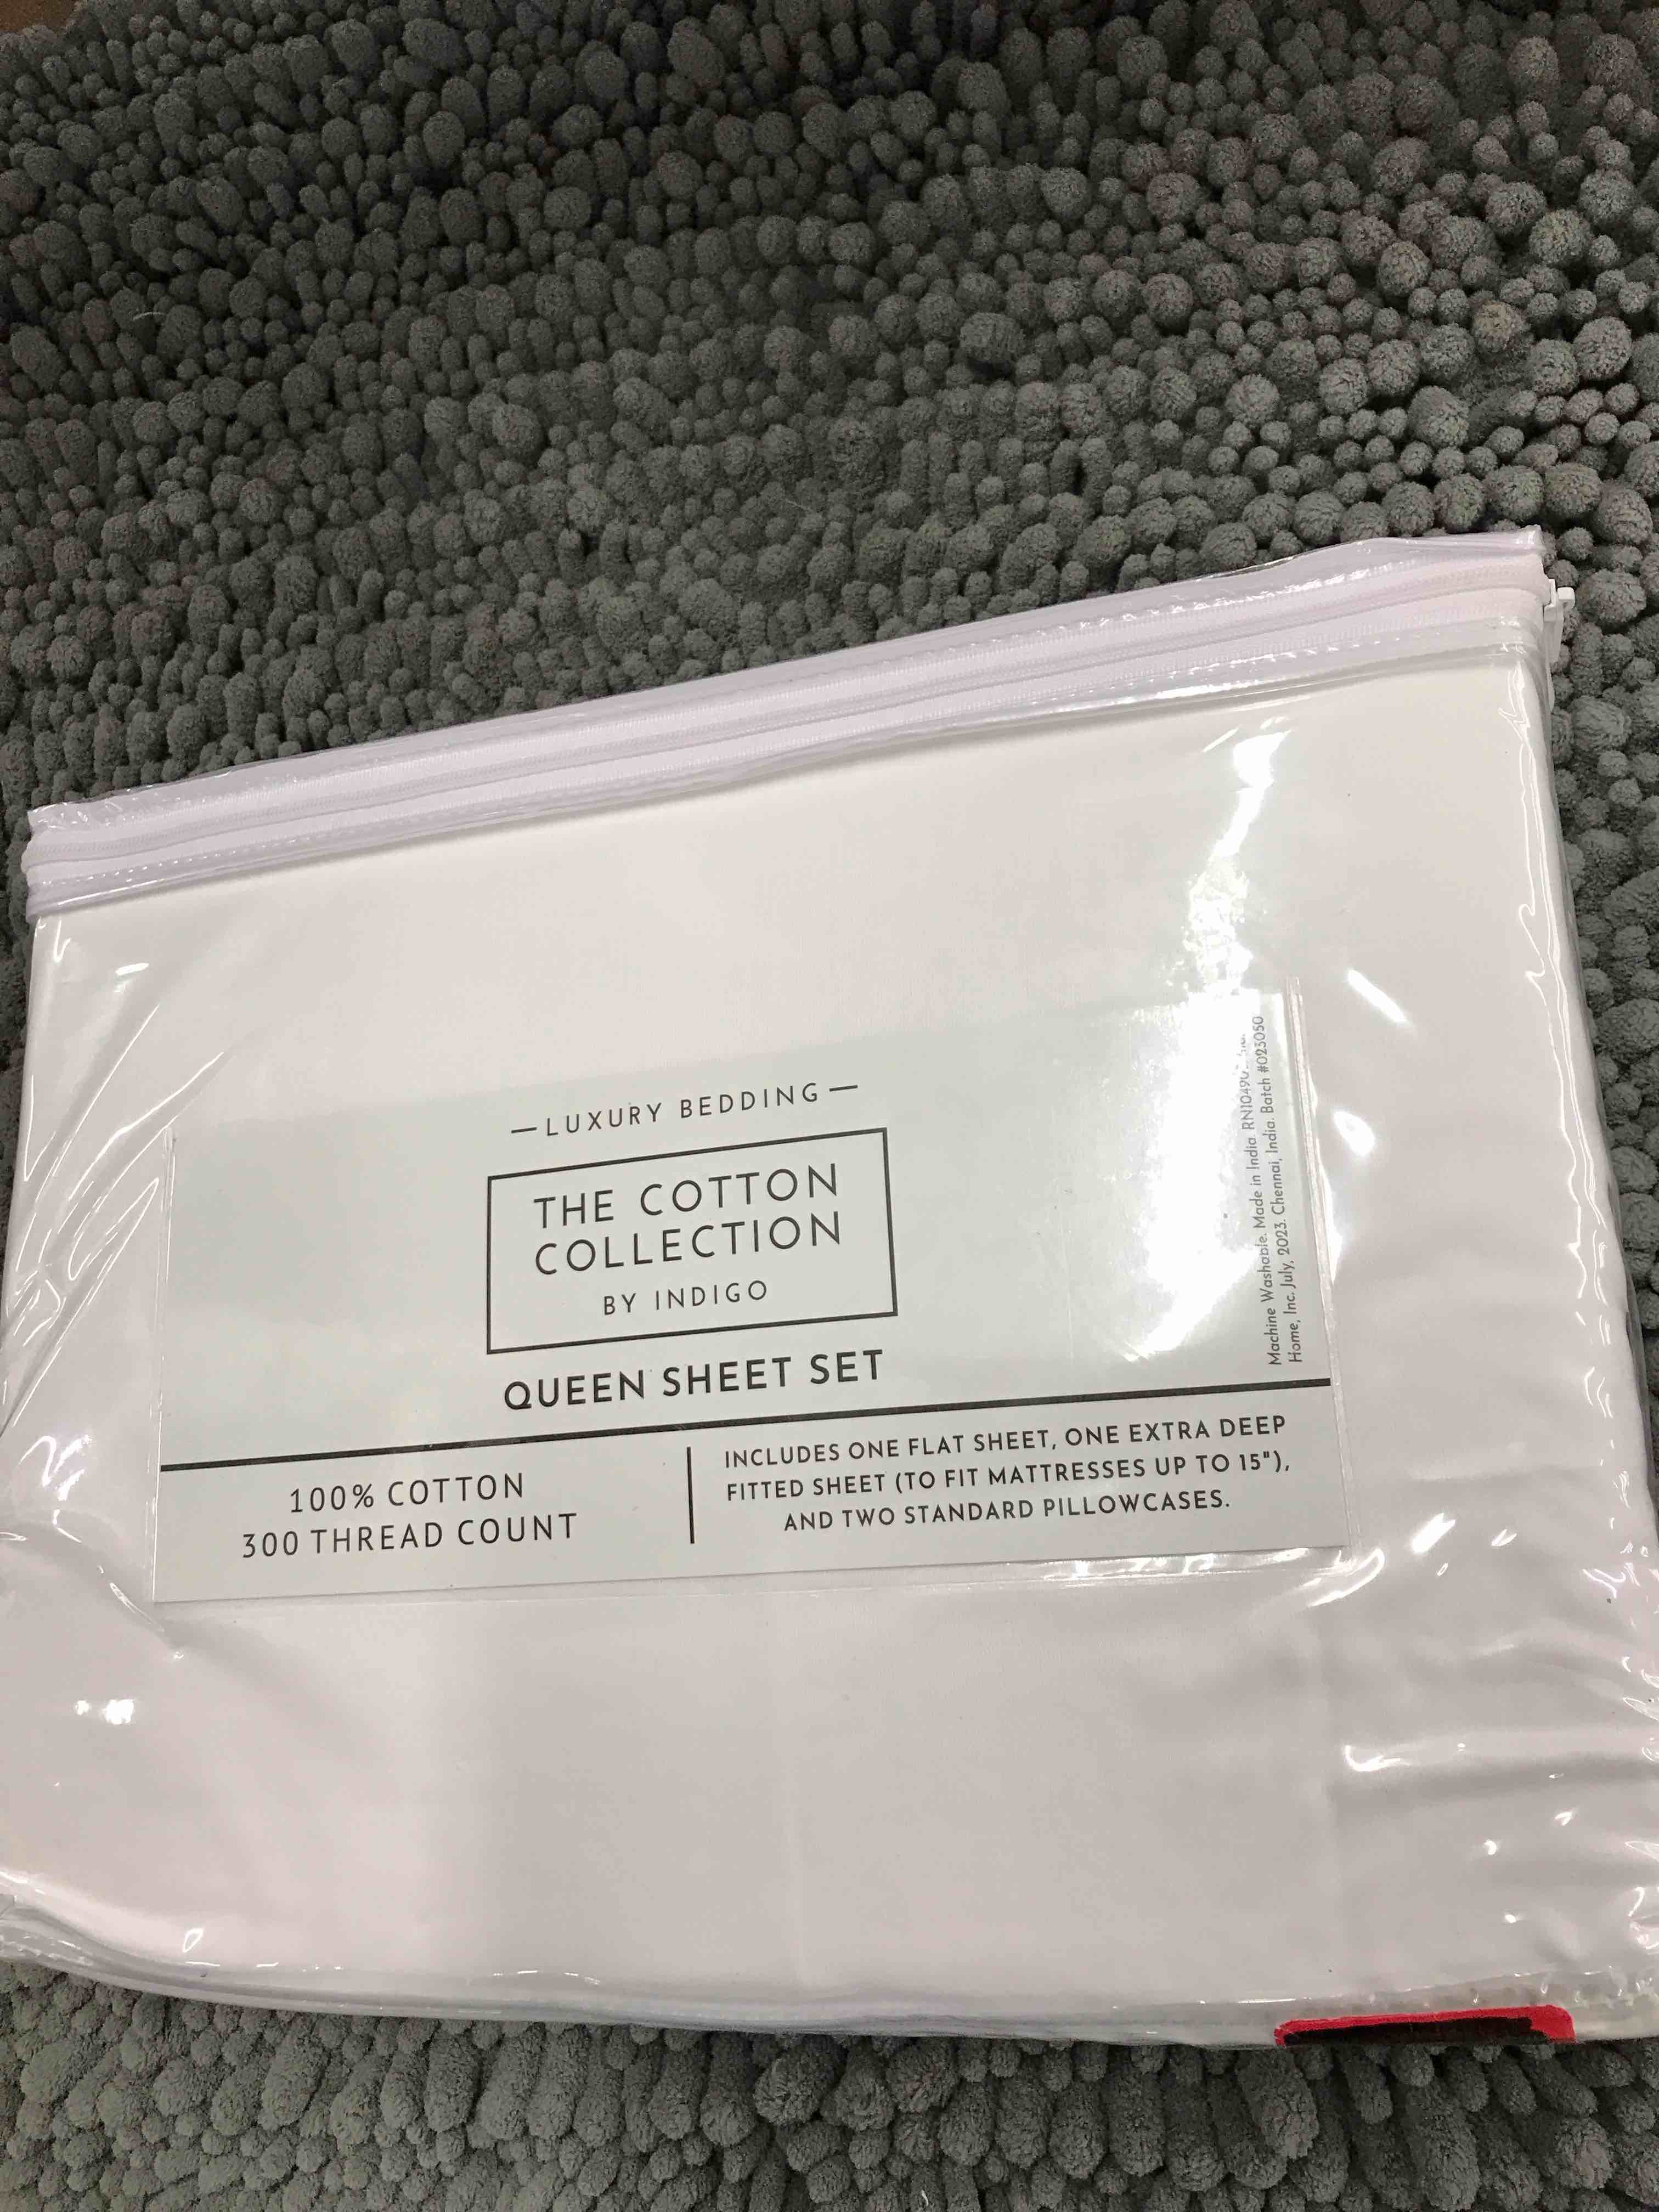 —LUXURY BEDDING—
THE COTTON
COLLECTION
BY INDIGO
QUEEN SHEET SET
100% COTTON
300 THREAD COUNT
INCLUDES ONE FLAT SHEET, ONE EXTRA DEEP
FITTED SHEET (TO FIT MATTRESSES UP TO 15"),
AND TWO STANDARD PILLOWCASES.
Machine Washable. Made in India.
Home, Inc. July, 2023. Chennai, India. Batch #023050